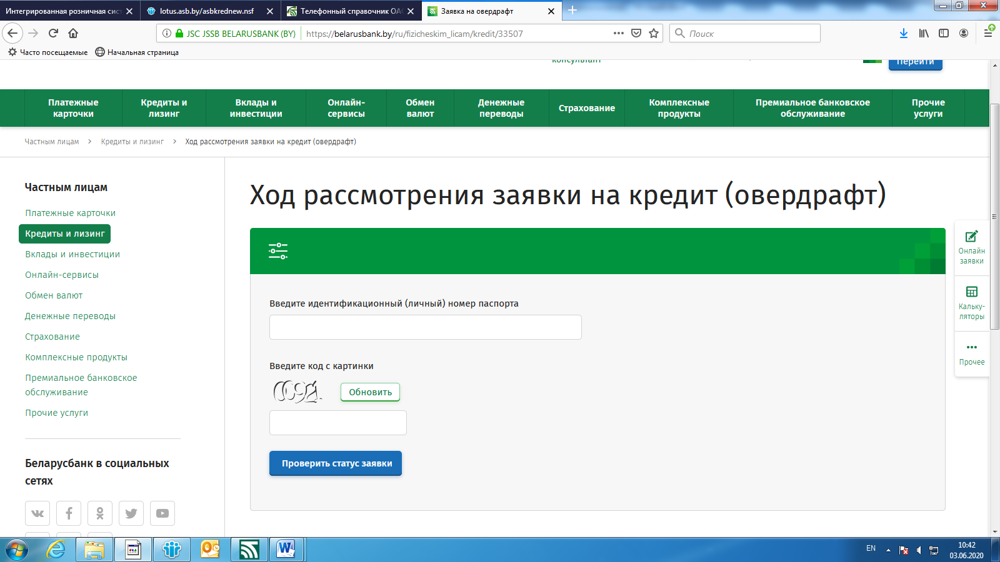 Интегрированная розничная сист
lotus.asb.by/asbkrednew.nsf
Телефонный справочник ОАО
Заявка на овердрафт
JSC JSSB BELARUSBANK (BY)
https://belarusbank.by/ru/fizicheskim_licam/kredit/33507
Поиск
Часто посещаемые
Начальная страница
консультант
Перейти
Платежные карточки
Кредиты и лизинг
Вклады и инвестиции
Онлайн-сервисы
Обмен валют
Денежные переводы
Страхование
Комплексные продукты
Премиальное банковское обслуживание
Прочие услуги
Частным лицам > Кредиты и лизинг > Ход рассмотрения заявки на кредит (овердрафт)
Частным лицам
Платежные карточки
Кредиты и лизинг
Вклады и инвестиции
Онлайн-сервисы
Обмен валют
Денежные переводы
Страхование
Комплексные продукты
Премиальное банковское
обслуживание
Прочие услуги
Беларусбанк в социальных
сетях
Ход рассмотрения заявки на кредит (овердрафт)
Введите идентификационный (личный) номер паспорта
Введите код с картинки
Обновить
Проверить статус заявки
Онлайн
заявки
Кальку-
ляторы
Прочее
EN
10:42
03.06.2020